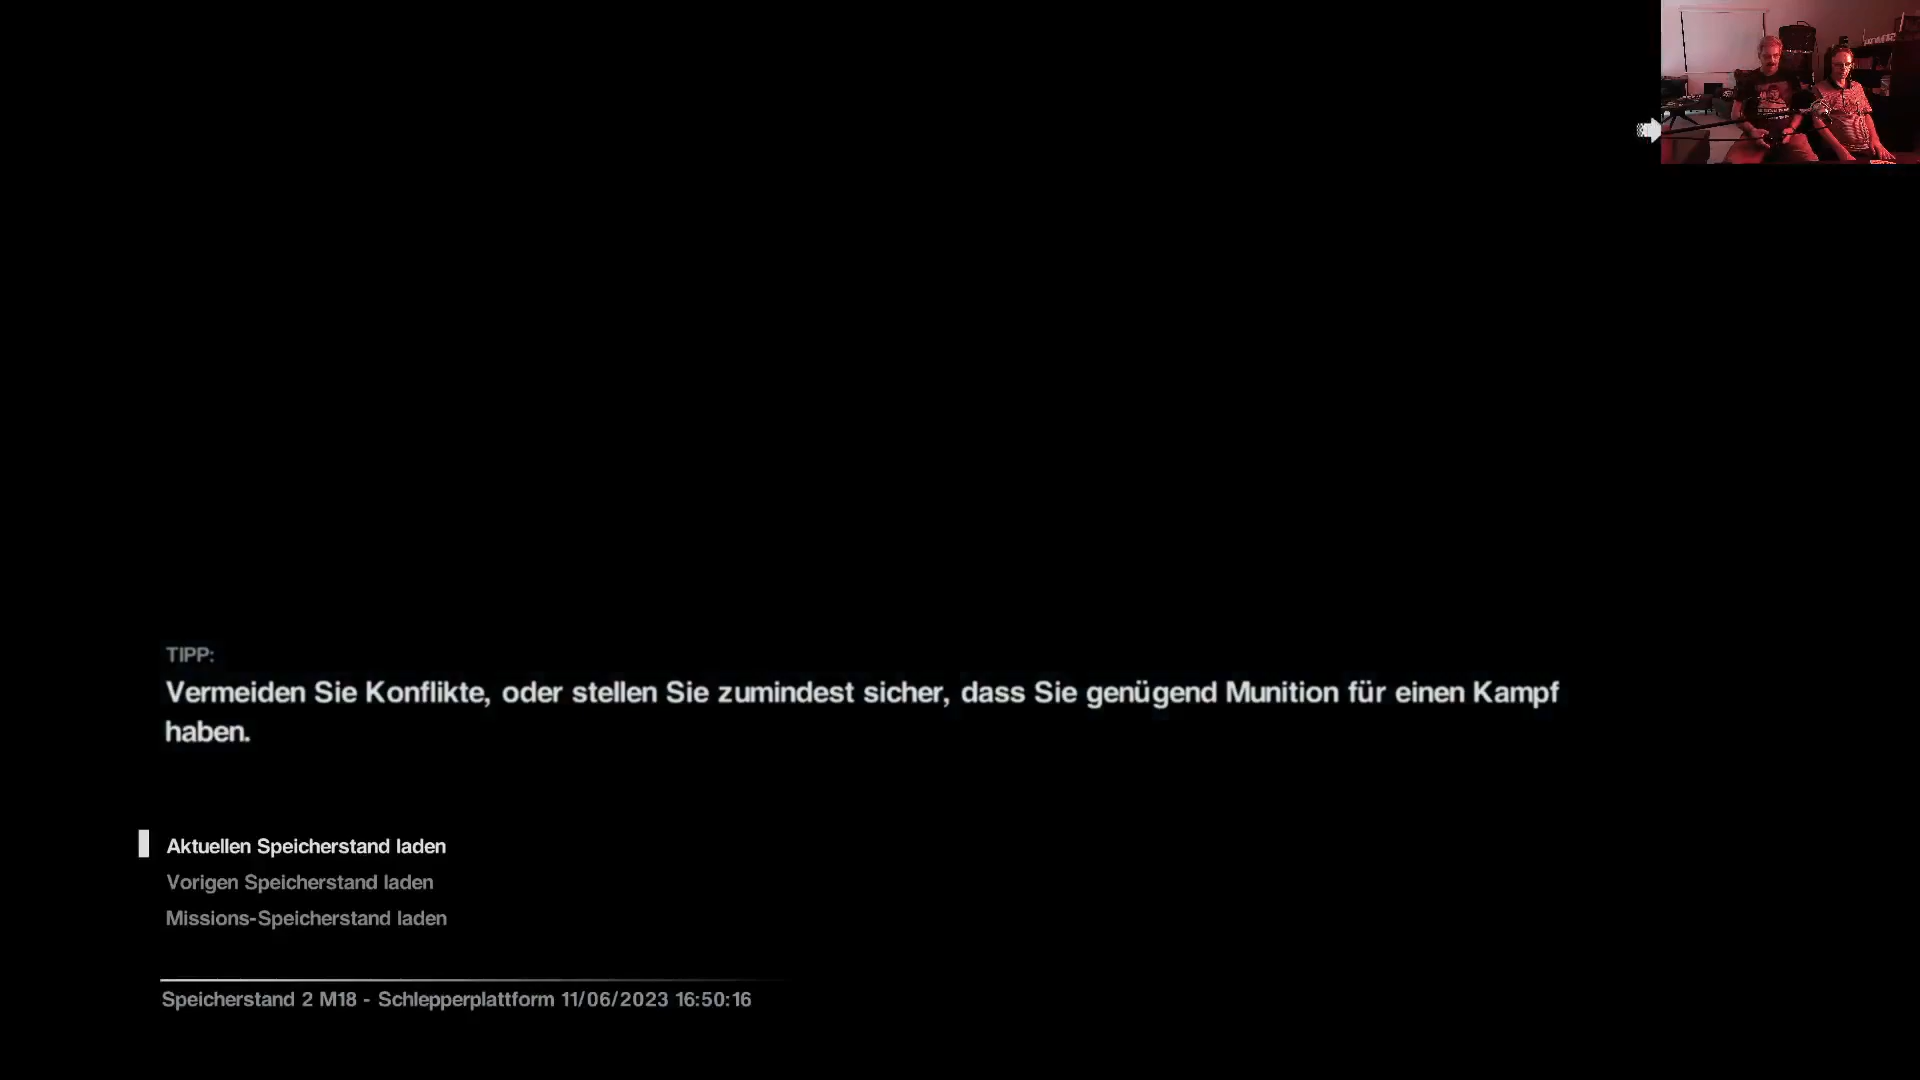 TIPP:
Vermeiden Sie Konflikte, oder stellen Sie zumindest sicher, dass Sie genügend Munition für einen Kampf
haben.
Aktuellen Speicherstand laden
Vorigen Speicherstand laden
Missions-Speicherstand laden
Speicherstand 2 M18 - Schlepperplattform 11/06/2023 16:50:16